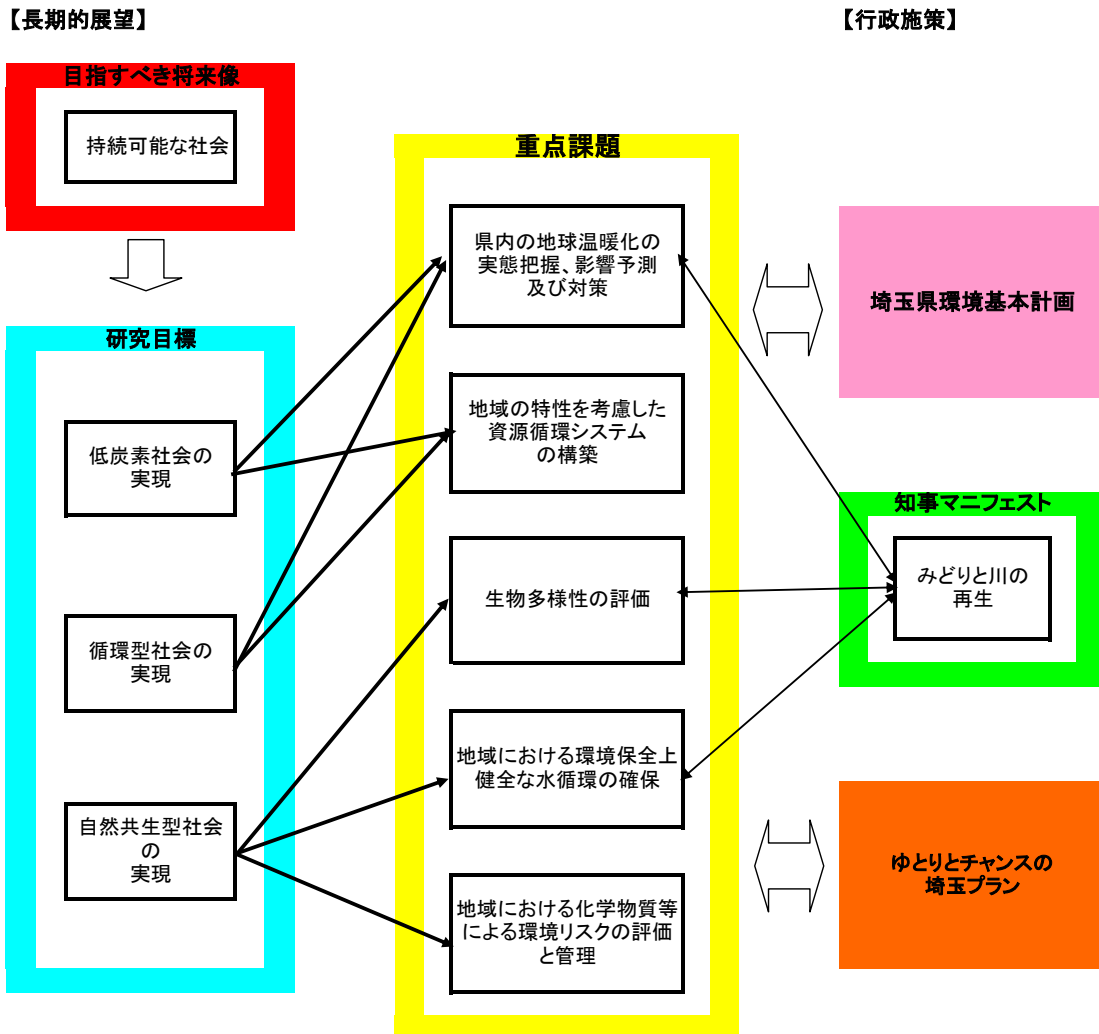 【長期的展望】
【行政施策】
目指すべき将来像
持続可能な社会
研究目標
低炭素社会の
実現
循環型社会の
実現
自然共生型社会
の
実現
重点課題
県内の地球温暖化の
実態把握、影響予測
及び対策
地域の特性を考慮した
資源循環システム
の構築
生物多様性の評価
地域における環境保全上
健全な水循環の確保
地域における化学物質等
による環境リスクの評価
と管理
埼玉県環境基本計画
知事マニフェスト
みどりと川の
再生
ゆとりとチャンスの
埼玉プラン